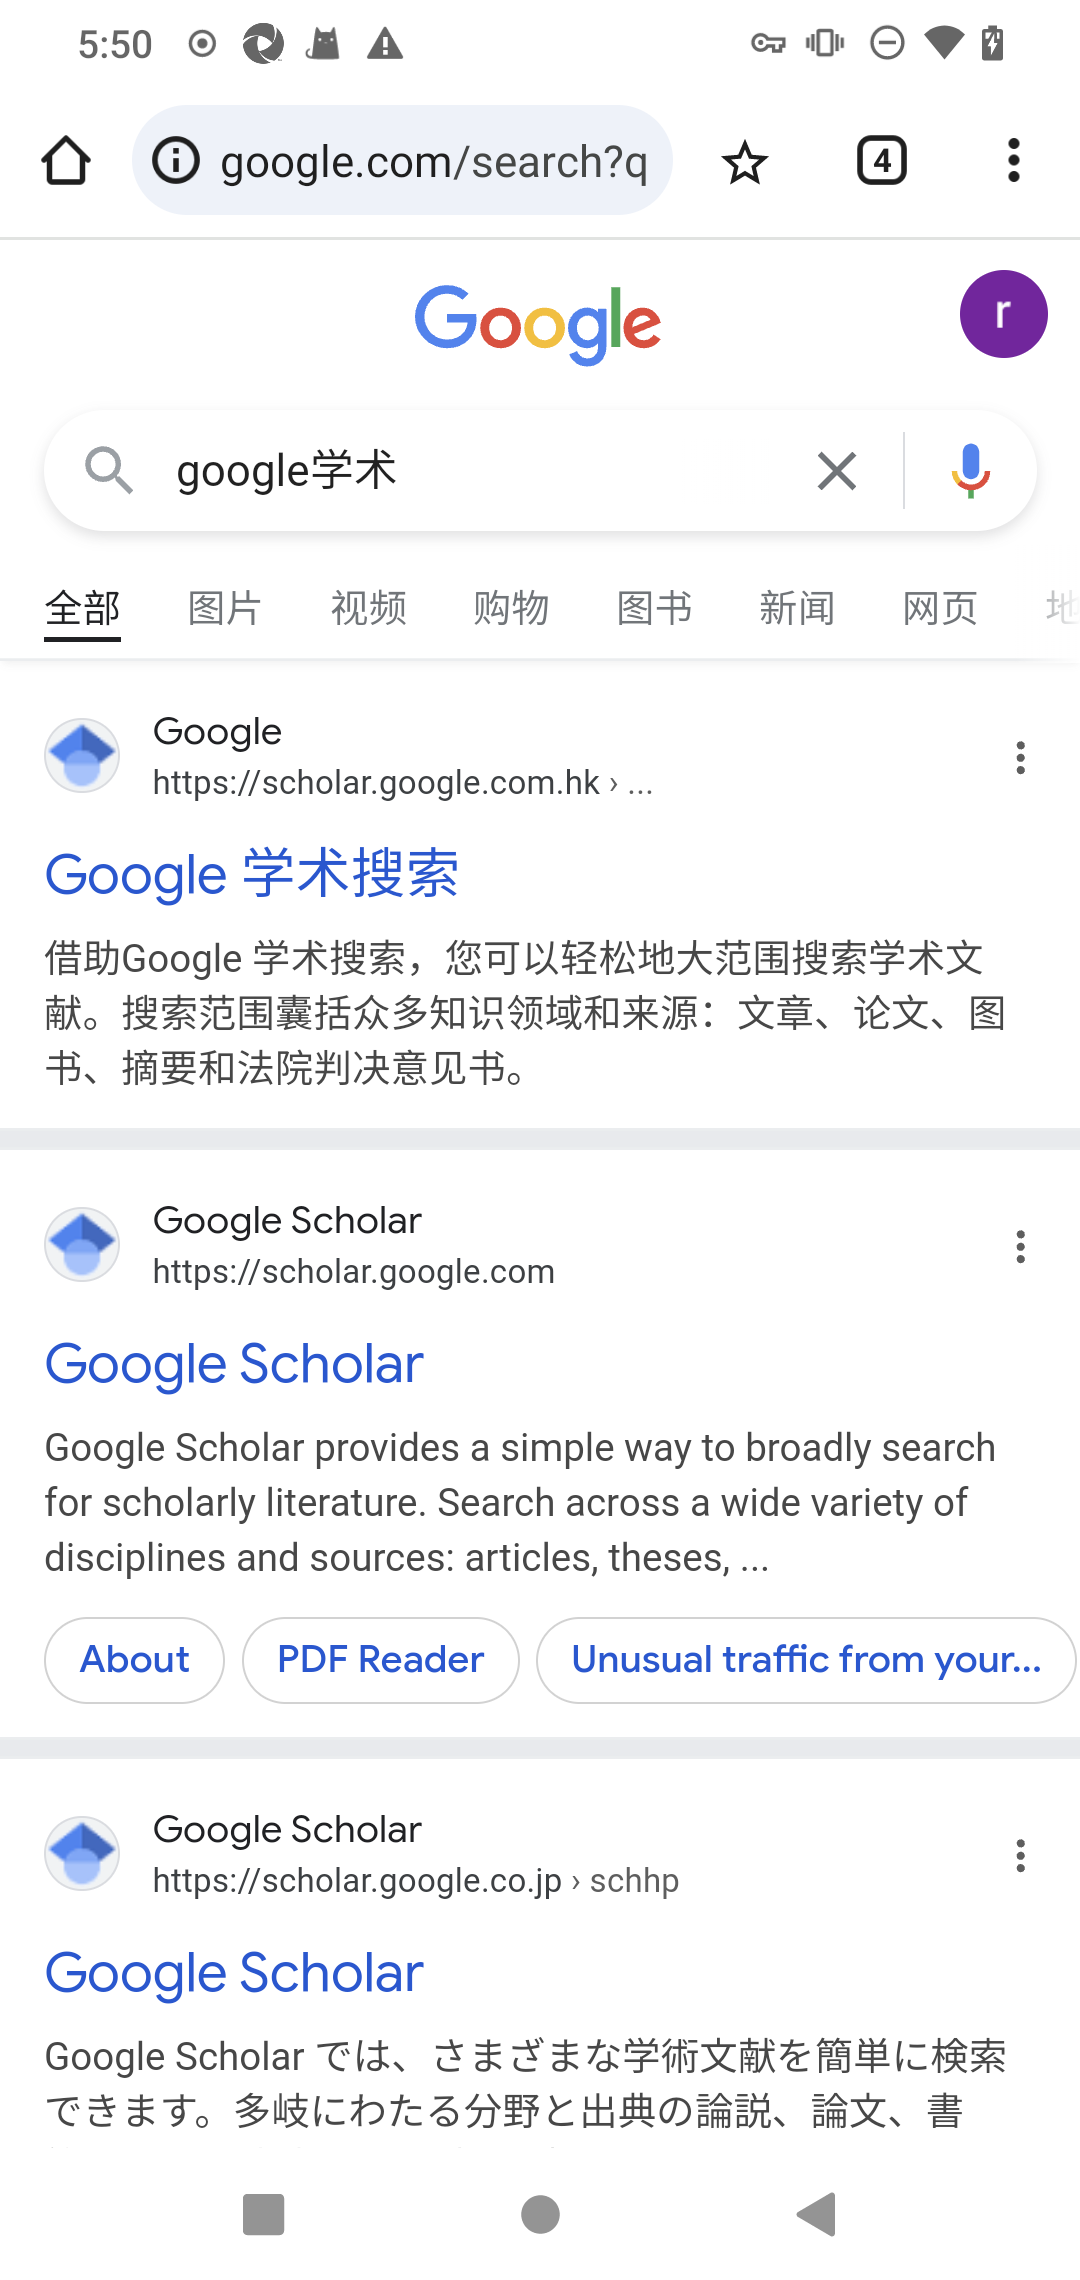 5:50
google.com/search?q
4
Google
r
google学术
全部 图片 视频 购物 图书 新闻 网页 地
Google
https://scholar.google.com.hk › ...
Google 学术搜索
借助Google 学术搜索，您可以轻松地大范围搜索学术文
献。搜索范围囊括众多知识领域和来源：文章、论文、图
书、摘要和法院判决意见书。
Google Scholar
https://scholar.google.com
Google Scholar
Google Scholar provides a simple way to broadly search
for scholarly literature. Search across a wide variety of
disciplines and sources: articles, theses, ...
About PDF Reader Unusual traffic from your...
Google Scholar
https://scholar.google.co.jp › schhp
Google Scholar
Google Scholar では、さまざまな学術文献を簡単に検索
できます。多岐にわたる分野と出典の論説、論文、書